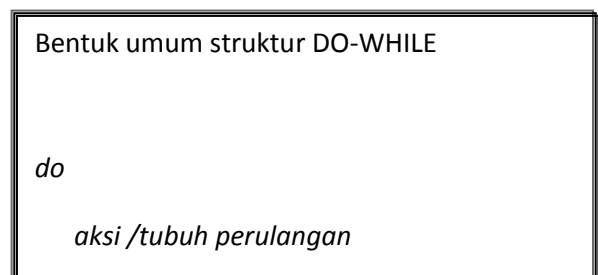 Bentuk umum struktur DO-WHILE
do
aksi /tubuh perulangan